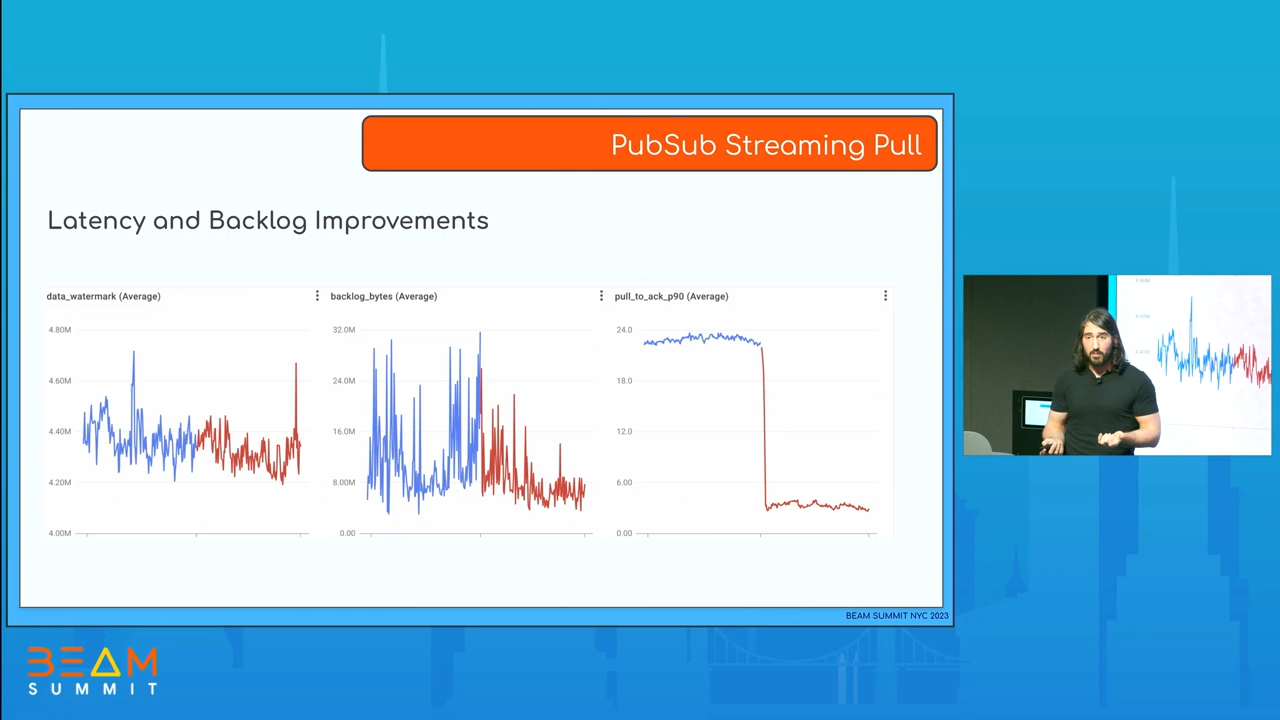 PubSub Streaming Pull
Latency and Backlog Improvements
data_watermark (Average)
4.80M
4.60M
4.40M
4.20M
4.00M
backlog_bytes (Average)
32.0M
24.0M
16.0M
8.00M
0.00
pull_to_ack_p90 (Average)
24.0
18.0
12.0
6.00
0.00
BEAM SUMMIT NYC 2023
BEAM
SUMMIT